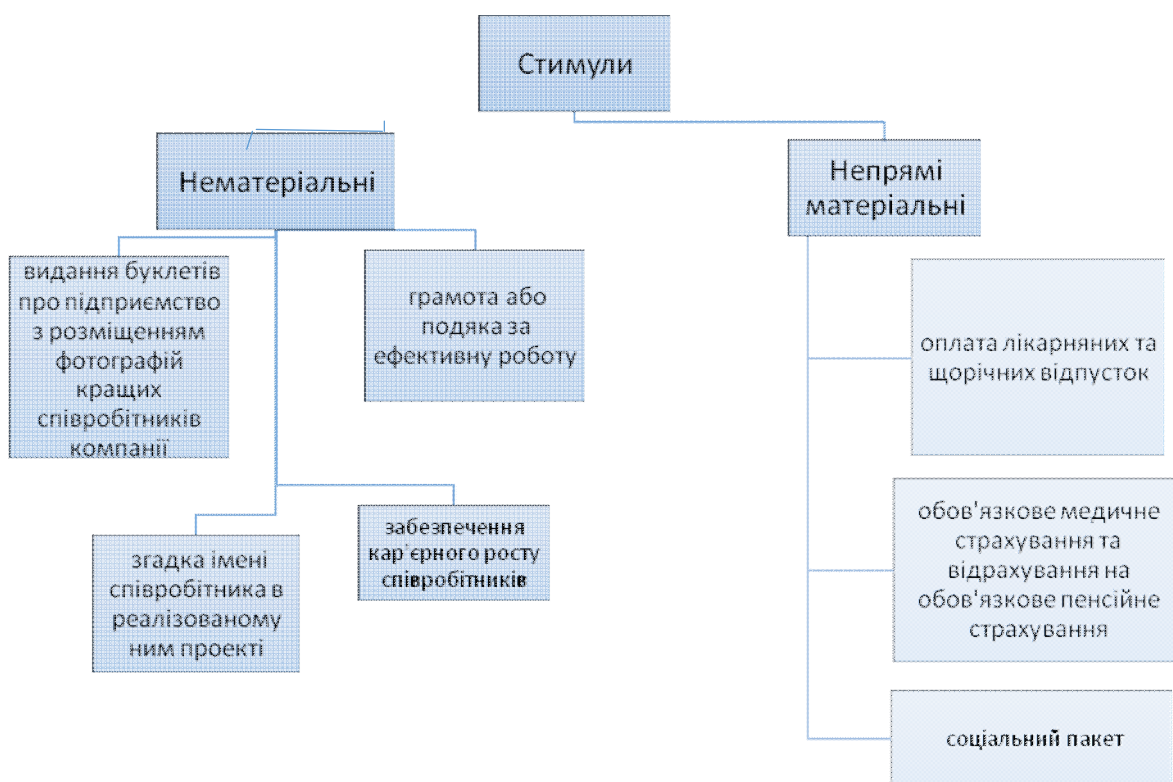 Стимули
Нематеріальні
Непрямі
матеріальні
видання буклетів
про підприємство
з розміщенням
фотографій
кращих
співробітників
компанії
грамота або
подяка за
ефективну роботу
згадка імені
співробітника в
реалізованому
ним проекті
забезпечення
кар'єрного росту
співробітників
оплата лікарняних та
щорічних відпусток
обов'язкове медичне
страхування та
відрахування на
обов'язкове пенсійне
страхування
соціальний пакет